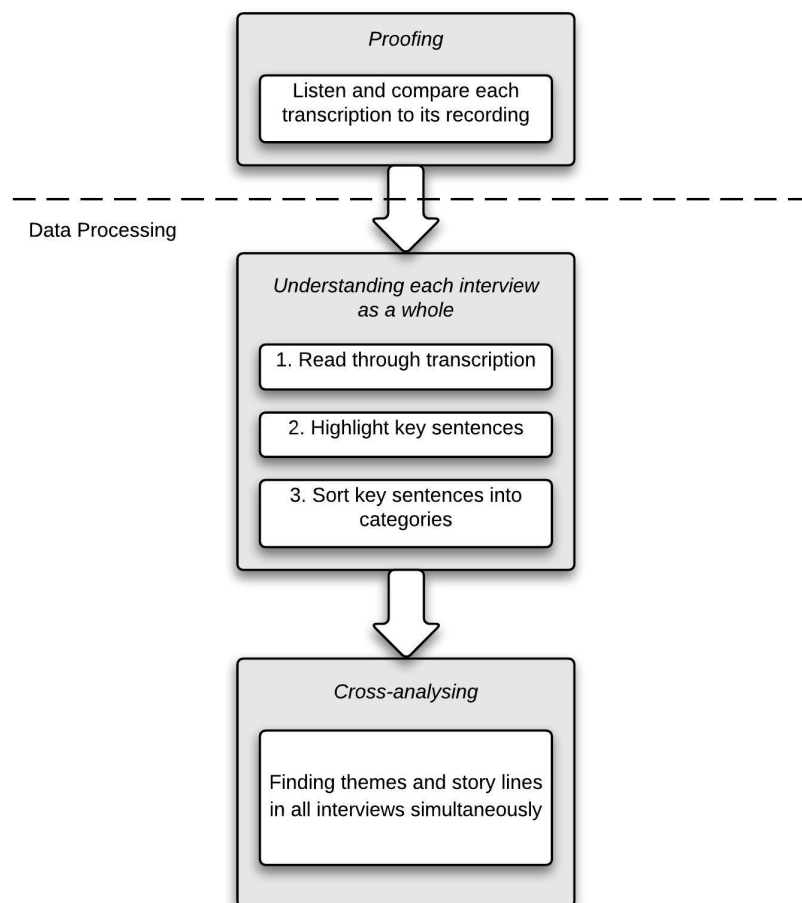 Proofing
Listen and compare each
transcription to its recording
Data Processing
Understanding each interview
as a whole
1. Read through transcription
2. Highlight key sentences
3. Sort key sentences into
categories
Cross-analysing
Finding themes and story lines
in all interviews simultaneously